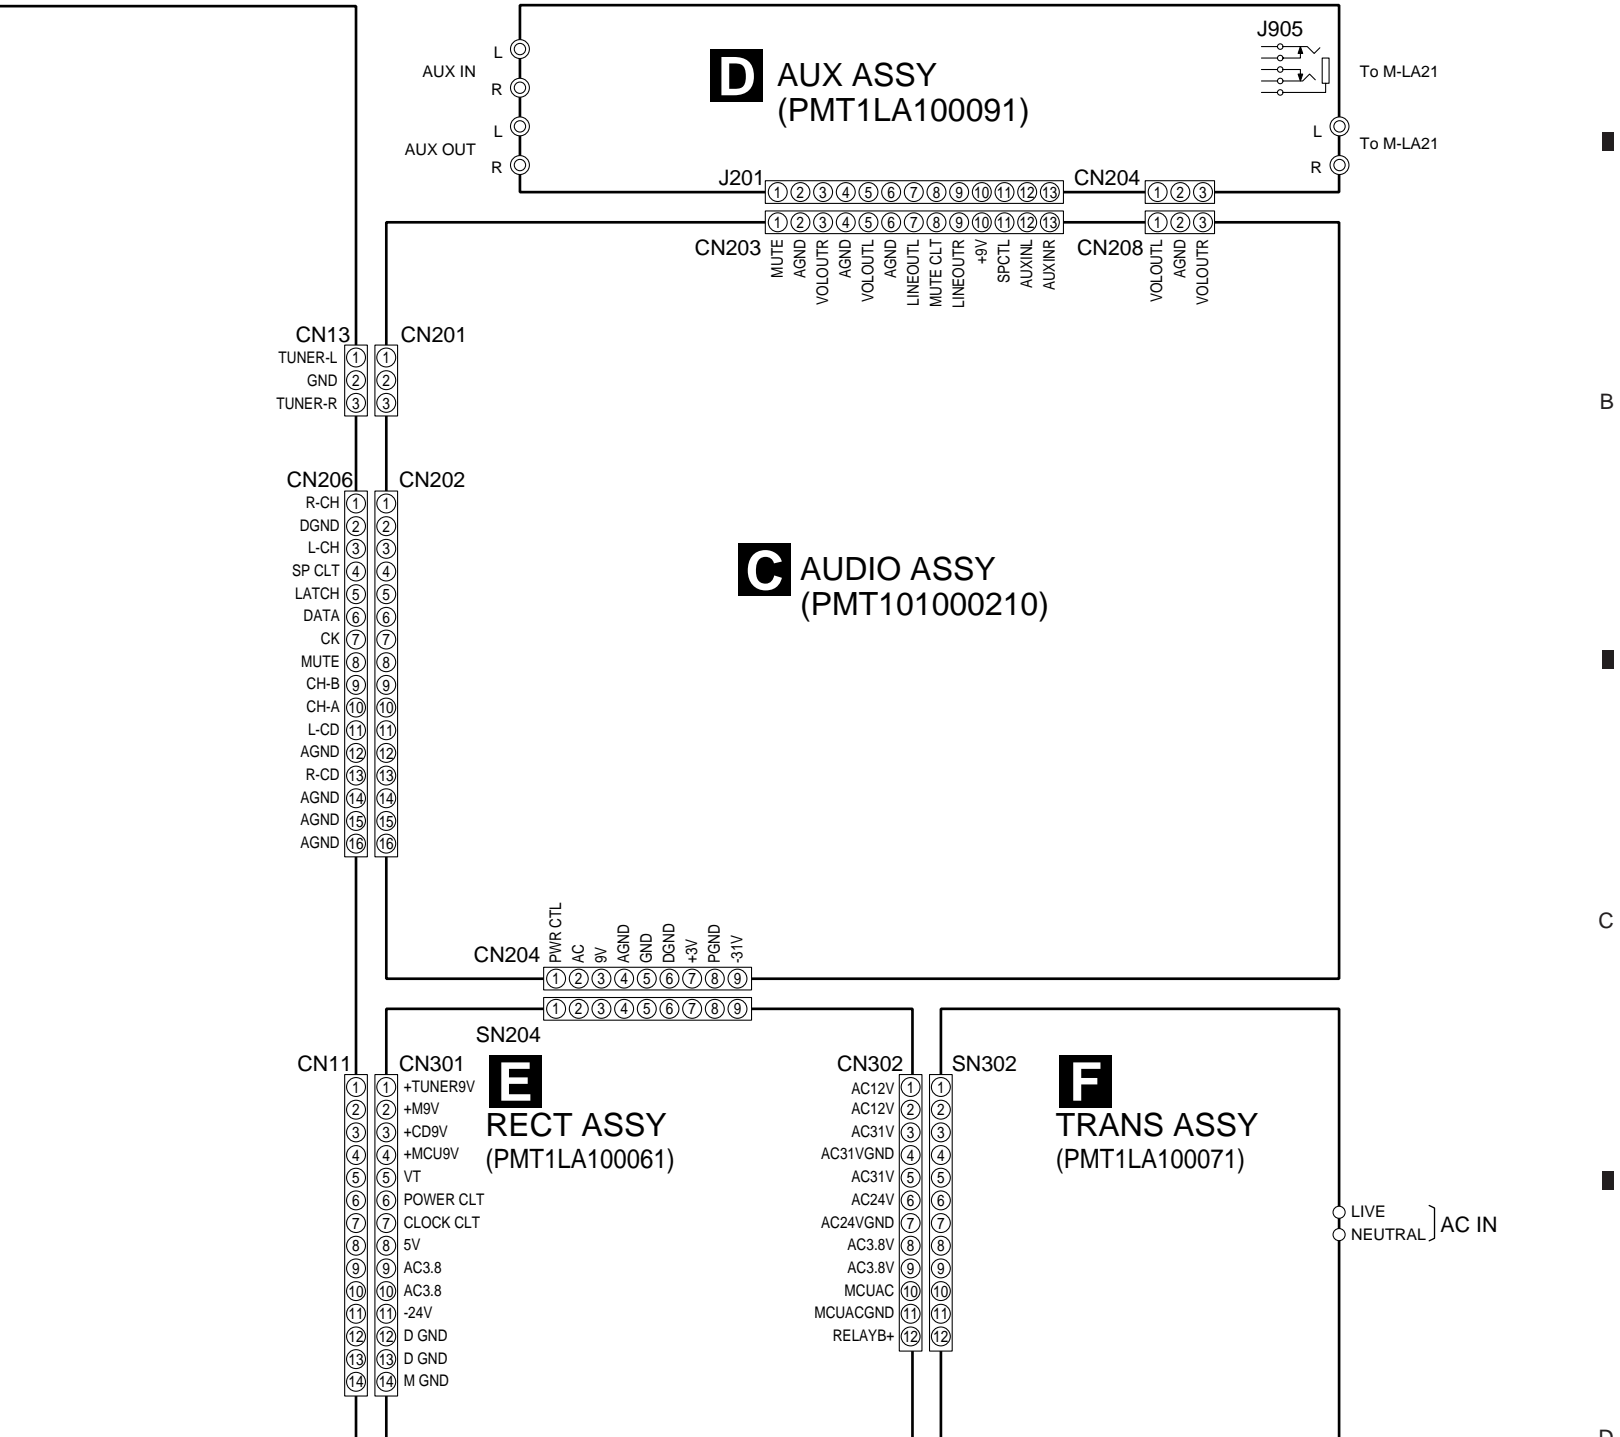 L
AUX IN
R
L
AUX OUT
R
D AUX ASSY
(PMT1LA100091)
J905
To M-LA21
L
To M-LA21
R
J201 1 2 3 4 5 6 7 8 9 10 11 12 13
CN204 1 2 3
CN203 1 2 3 4 5 6 7 8 9 10 11 12 13
MUTE
AGND
VOLOUTR
AGND
VOLOUTL
AGND
LINEOUTL
MUTE CLT
LINEOUTR
+9V
SPCTL
AUXINL
AUXINR
CN208 1 2 3
VOLOUTL
AGND
VOLOUTR
CN13 CN201
TUNER-L 1 1
GND 2 2
TUNER-R 3 3
B
CN206 CN202
R-CH 1 1
DGND 2 2
L-CH 3 3
SP CLT 4 4
LATCH 5 5
DATA 6 6
CK 7 7
MUTE 8 8
CH-B 9 9
CH-A 10 10
L-CD 11 11
AGND 12 12
R-CD 13 13
AGND 14 14
AGND 15 15
AGND 16 16
C AUDIO ASSY
(PMT101000210)
C
CN204
PWR CTL
AC
9V
AGND
GND
DGND
+3V
PGND
-31V
1 2 3 4 5 6 7 8 9
1 2 3 4 5 6 7 8 9
SN204
CN11 CN301
1 1 +TUNER9V
2 2 +M9V
3 3 +CD9V
4 4 +MCU9V
5 5 VT
6 6 POWER CLT
7 7 CLOCK CLT
8 8 5V
9 9 AC3.8
10 10 AC3.8
11 11 -24V
12 12 D GND
13 13 D GND
14 14 M GND
E
RECT ASSY
(PMT1LA100061)
CN302 SN302
AC12V 1 1
AC12V 2 2
AC31V 3 3
AC31VGND 4 4
AC31V 5 5
AC24V 6 6
AC24VGND 7 7
AC3.8V 8 8
AC3.8V 9 9
MCUAC 10 10
MCUACGND 11 11
RELAYB+ 12 12
F
TRANS ASSY
(PMT1LA100071)
LIVE
NEUTRAL
AC IN
D